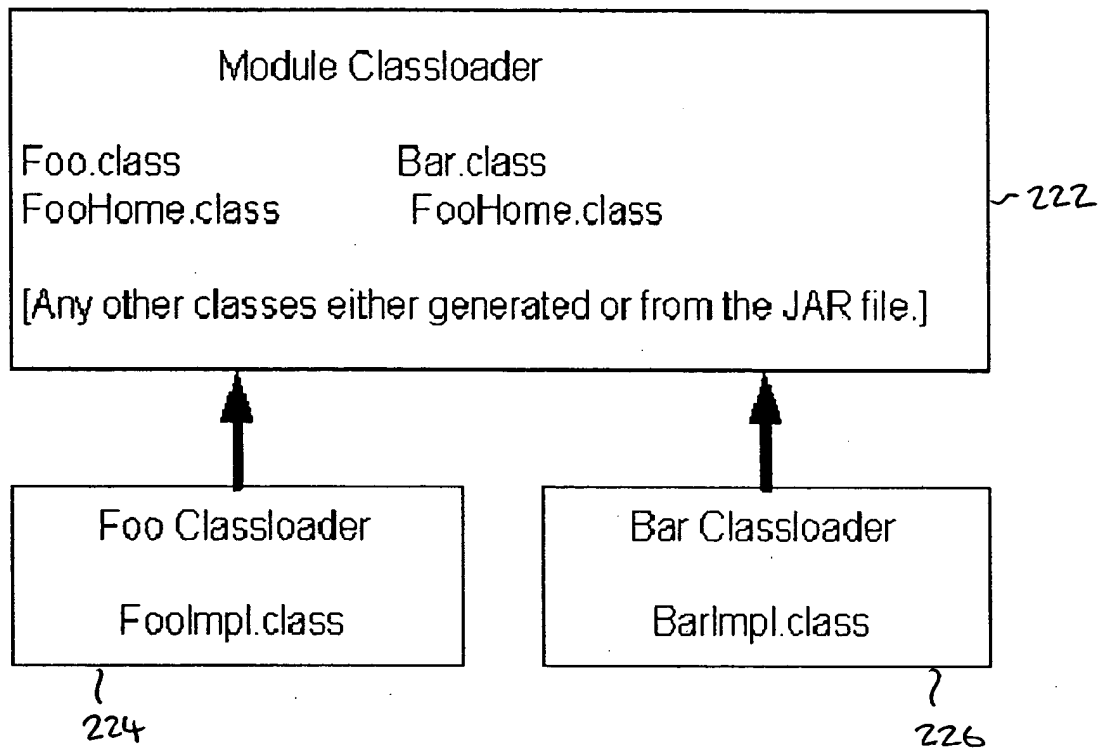 Module Classloader
Foo.class Bar.class
FooHome.class FooHome.class
222
[Any other classes either generated or from the JAR file.]
Foo Classloader Bar Classloader
FooImpl.class BarImpl.class
224 226